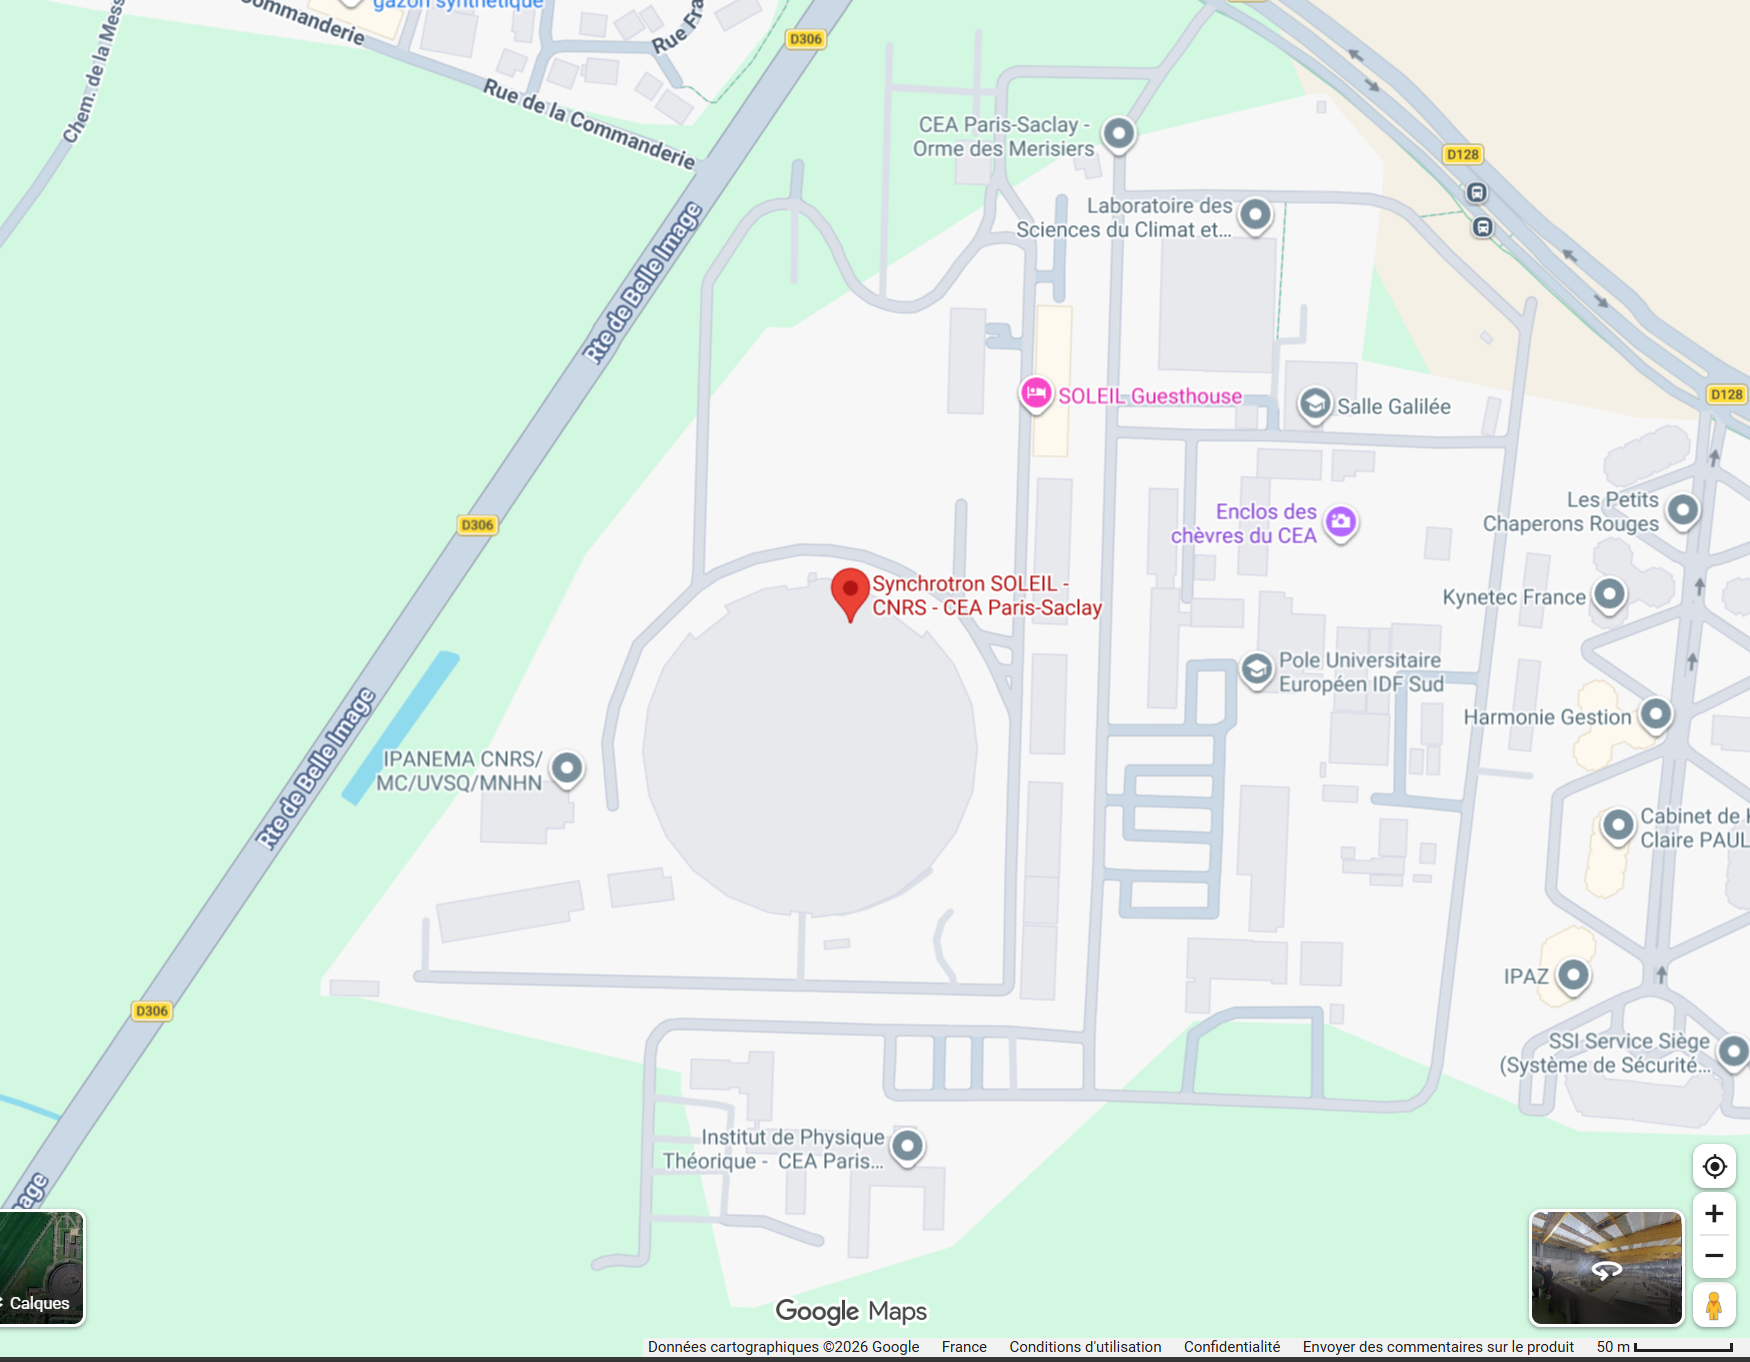 gazon synthétique
Commanderie
Rue Fra
Chem. de la Mess
D306
Rue de la Commanderie
CEA Paris-Saclay -
Orme des Merisiers
D128
Laboratoire des
Sciences du Climat et...
Rte de Belle Image
SOLEIL Guesthouse
Salle Galilée
D128
Les Petits
Chaperons Rouges
Enclos des
chèvres du CEA
D306
Synchrotron SOLEIL -
CNRS - CEA Paris-Saclay
Kynetec France
Pole Universitaire
Européen IDF Sud
Harmonie Gestion
Rte de Belle Image
IPANEMA CNRS/
MC/UVSQ/MNHN
Cabinet de
Claire PAUL
IPAZ
D306
SSI Service Siège
(Système de Sécurité...
Institut de Physique
Théorique - CEA Paris...
mage
Calques
Google Maps
Données cartographiques ©2026 Google France Conditions d'utilisation Confidentialité Envoyer des commentaires sur le produit 50 m